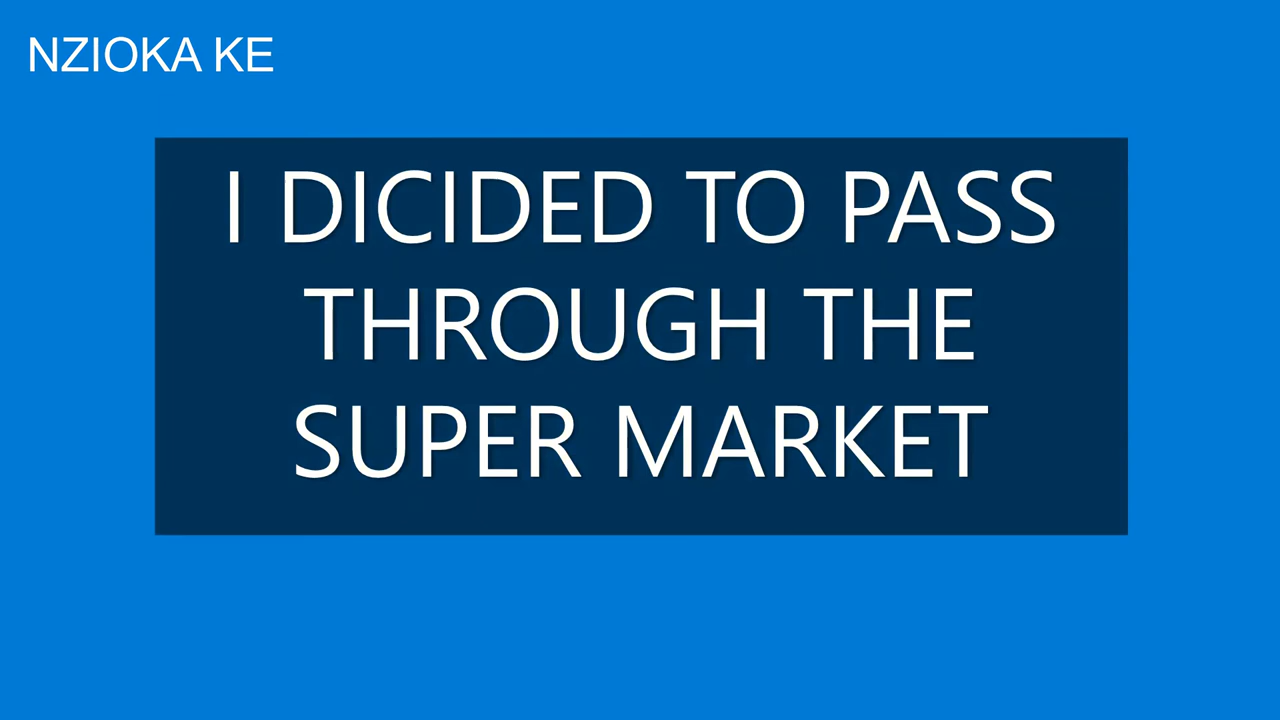 NZIOKA KE
I DICIDED TO PASS
THROUGH THE
SUPER MARKET